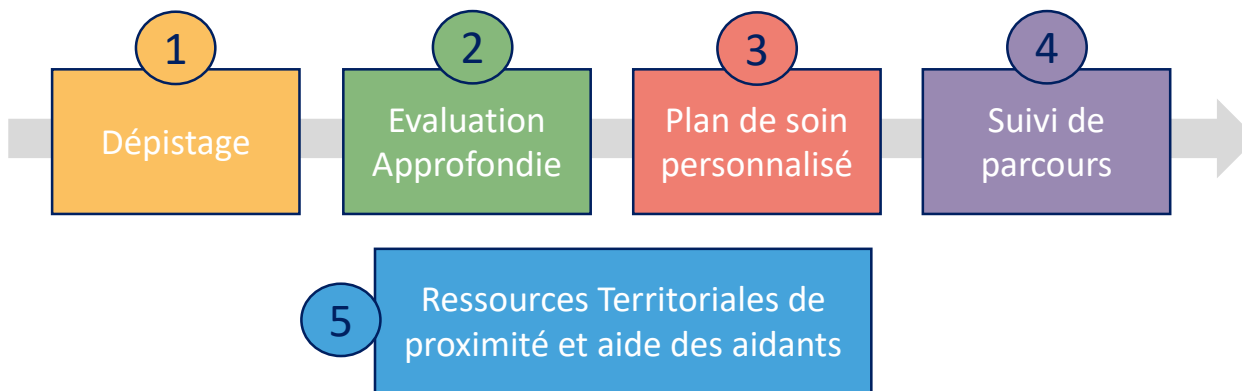 1
Dépistage
2
Evaluation
Approfondie
3
Plan de soin
personnalisé
4
Suivi de
parcours
5
Ressources Territoriales de
proximité et aide des aidants